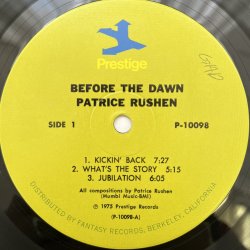 Prestige
GHD
BEFORE THE DAWN
PATRICE RUSHEN
SIDE 1
P-10098
1. KICKIN' BACK 7:27
2. WHAT'S THE STORY 5:15
3. JUBILATION 6:05
All compositions by Patrice Rushen
(Mumbi Music-BMI)
℗ 1975 Prestige Records
(P-10098-A)
DISTRIBUTED BY FANTASY RECORDS, BERKELEY, CALIFORNIA